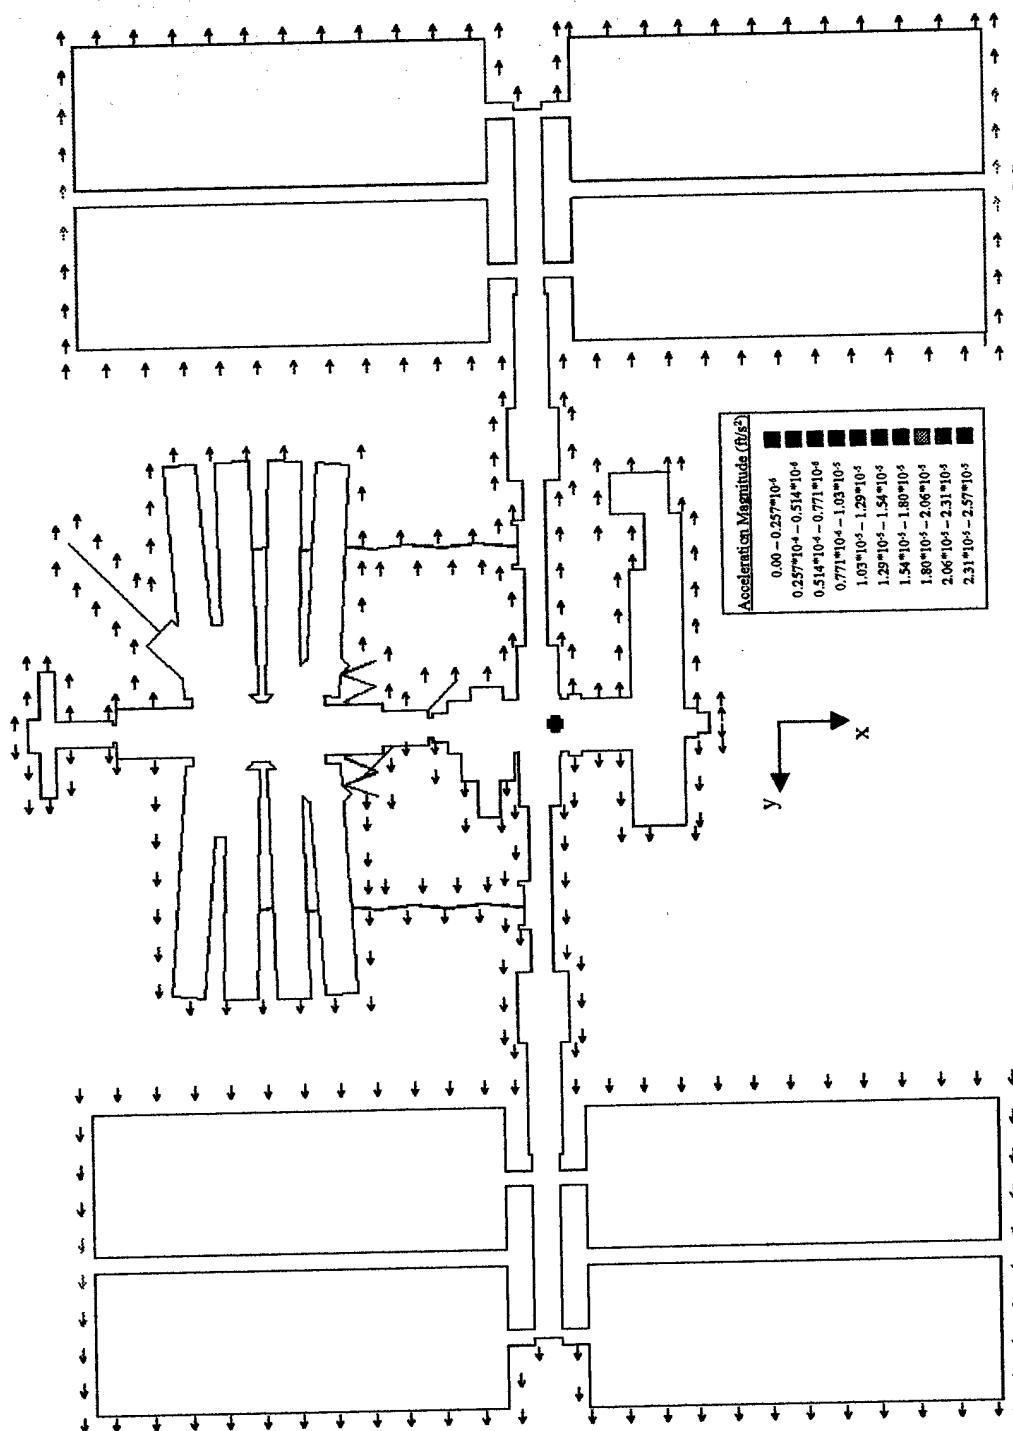 Acceleration Magnitude (ft/s²)
0.00 – 0.257*10⁻⁶
0.257*10⁻⁶ – 0.514*10⁻⁶
0.514*10⁻⁶ – 0.771*10⁻⁶
0.771*10⁻⁶ – 1.03*10⁻⁵
1.03*10⁻⁵ – 1.29*10⁻⁵
1.29*10⁻⁵ – 1.54*10⁻⁵
1.54*10⁻⁵ – 1.80*10⁻⁵
1.80*10⁻⁵ – 2.06*10⁻⁵
2.06*10⁻⁵ – 2.31*10⁻⁵
2.31*10⁻⁵ – 2.57*10⁻⁵
x
y